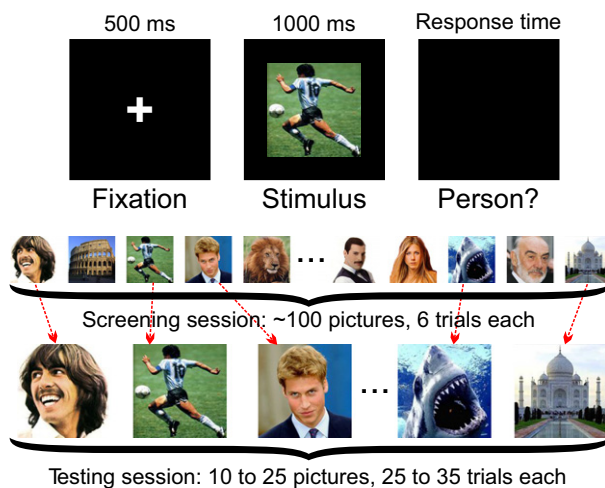 500 ms
1000 ms
Response time
10
Fixation
Stimulus
Person?
...
Screening session: ~100 pictures, 6 trials each
...
Testing session: 10 to 25 pictures, 25 to 35 trials each